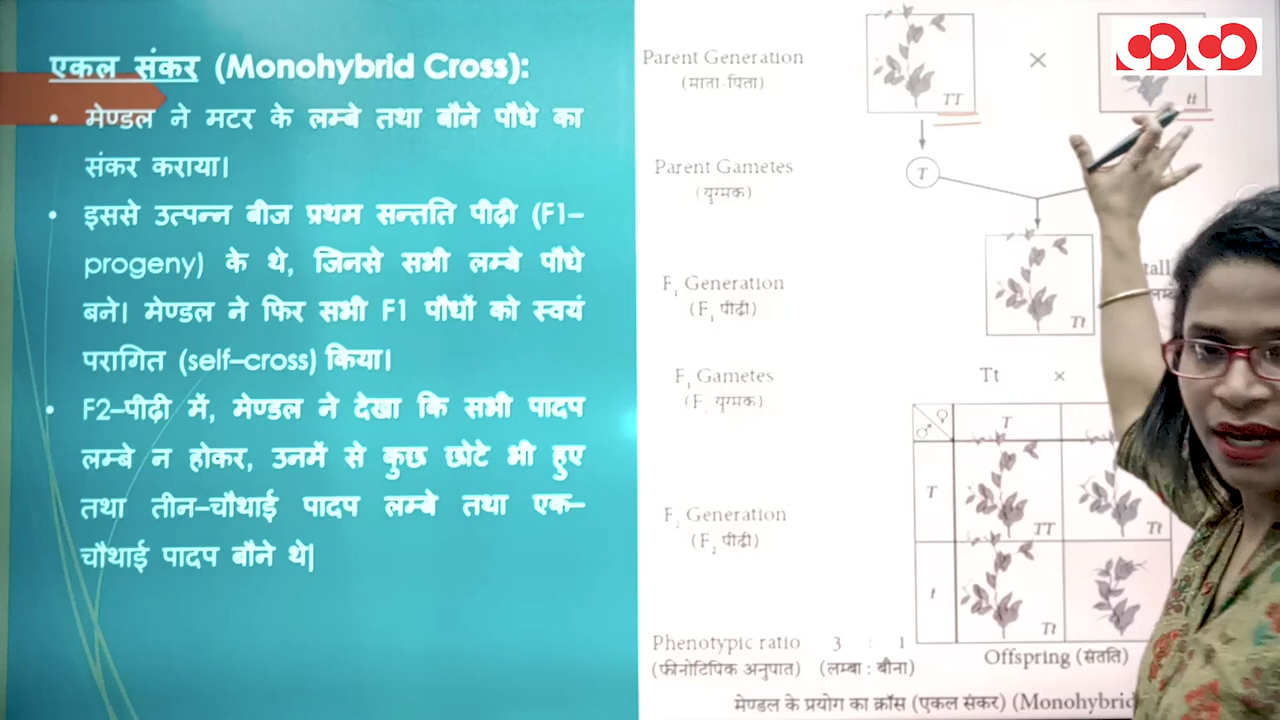 एकल संकर (Monohybrid Cross):
• मेण्डल ने मटर के लम्बे तथा बौने पौधे का
संकर कराया।
• इससे उत्पन्न बीज प्रथम सन्तति पीढ़ी (F1–
progeny) के थे, जिनसे सभी लम्बे पौधे
बने। मेण्डल ने फिर सभी F1 पौधों को स्वयं
परागित (self–cross) किया।
• F2–पीढ़ी में, मेण्डल ने देखा कि सभी पादप
लम्बे न होकर, उनमें से कुछ छोटे भी हुए
तथा तीन–चौथाई पादप लम्बे तथा एक–
चौथाई पादप बौने थे|
Parent Generation
(माता-पिता)
×
TT
tt
Parent Gametes
(युग्मक)
T
F₁ Generation
(F₁ पीढी)
Tt
tall
F₁ Gametes
(F₁ युग्मक)
Tt ×
♂ ♀
T
T
TT
Tt
F₂ Generation
(F₂ पीढी)
t
Tt
Phenotypic ratio 3 : 1
(फीनोटिपिक अनुपात) (लम्बा : बौना)
Offspring (संतति)
मेण्डल के प्रयोग का क्रॉस (एकल संकर) (Monohybrid